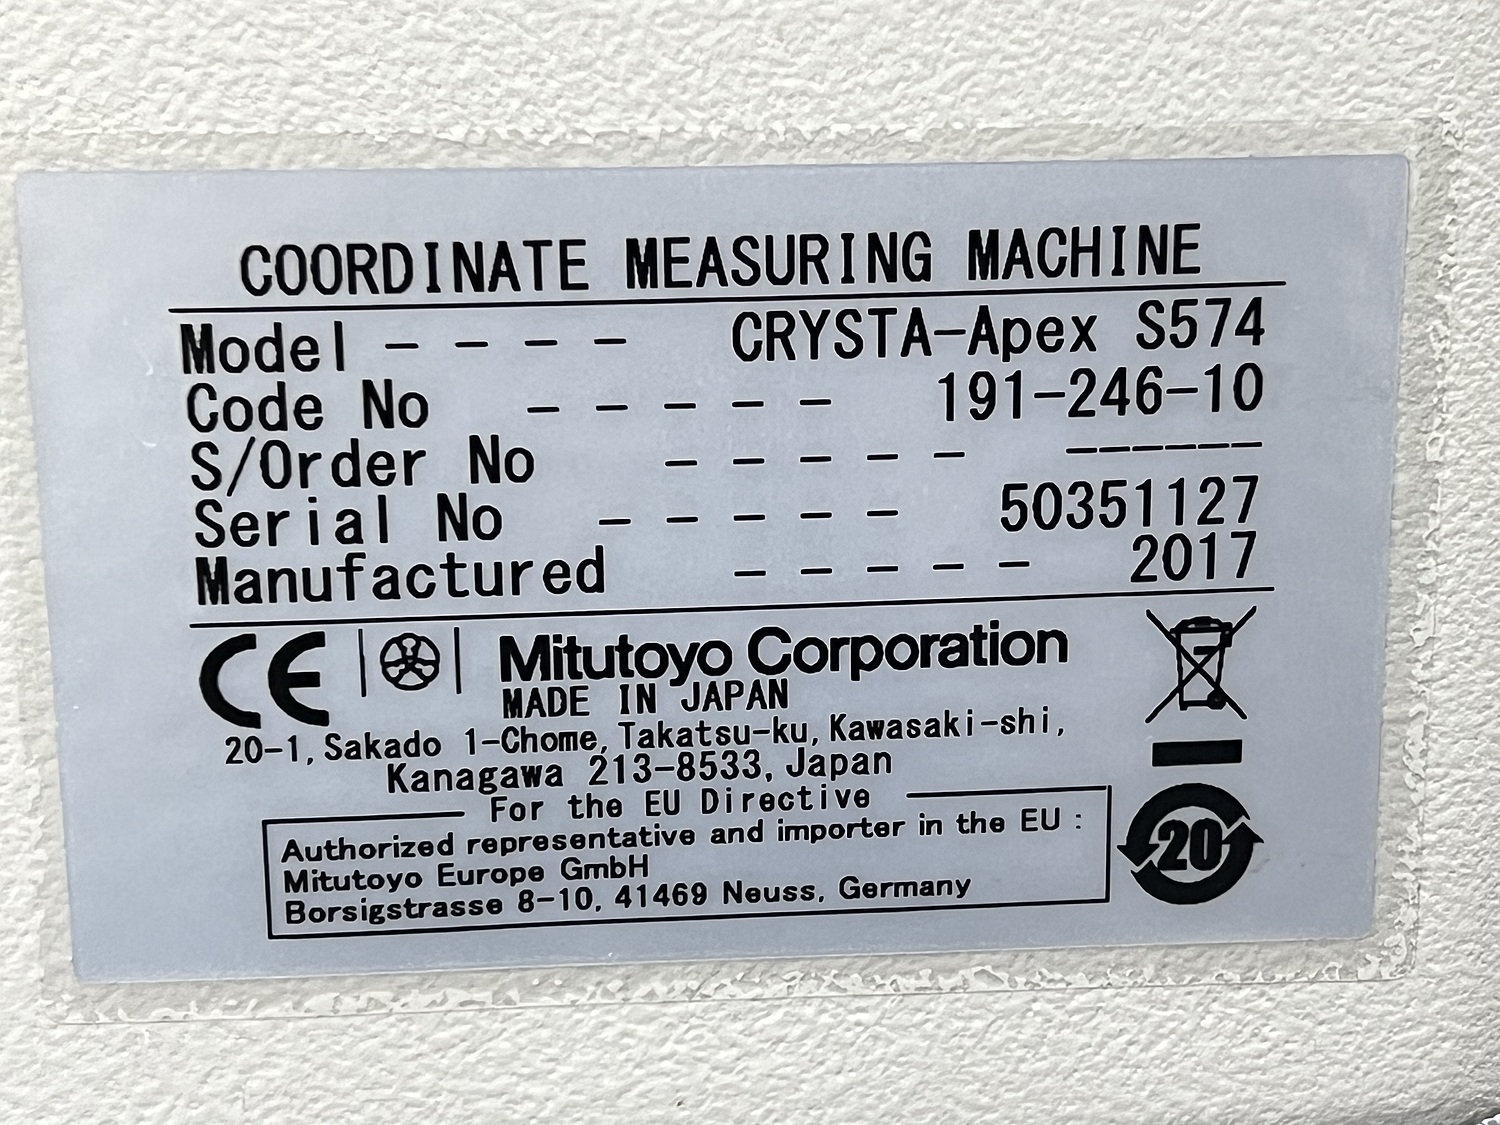 COORDINATE MEASURING MACHINE
Model - - - - CRYSTA-Apex S574
Code No - - - - - 191-246-10
S/Order No - - - - - ------
Serial No - - - - - 50351127
Manufactured - - - - - 2017
CE Mitutoyo Corporation
MADE IN JAPAN
20-1, Sakado 1-Chome, Takatsu-ku, Kawasaki-shi,
Kanagawa 213-8533, Japan
For the EU Directive
Authorized representative and importer in the EU :
Mitutoyo Europe GmbH
Borsigstrasse 8-10, 41469 Neuss, Germany
20